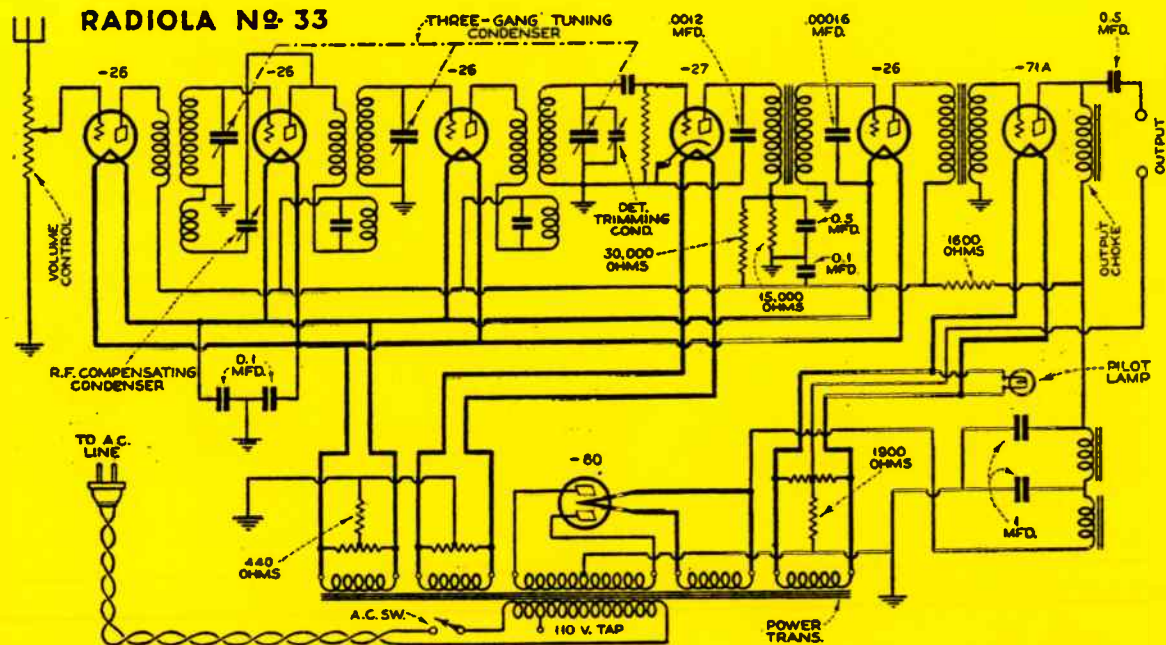 RADIOLA Nº 33
THREE-GANG TUNING
CONDENSER
.0012
MFD.
.00016
MFD.
0.5
MFD.
-26
-26
-26
-27
-26
-71A
OUTPUT
VOLUME
CONTROL
DET.
TRIMMING
COND.
30,000
OHMS
0.5
MFD.
0.1
MFD.
15,000
OHMS
1600
OHMS
OUTPUT
CHOKE
R.F. COMPENSATING
CONDENSER
0.1
MFD.
PILOT
LAMP
TO A.C.
LINE
-80
1900
OHMS
440
OHMS
1
MFD.
A.C. SW.
110 V. TAP
POWER
TRANS.